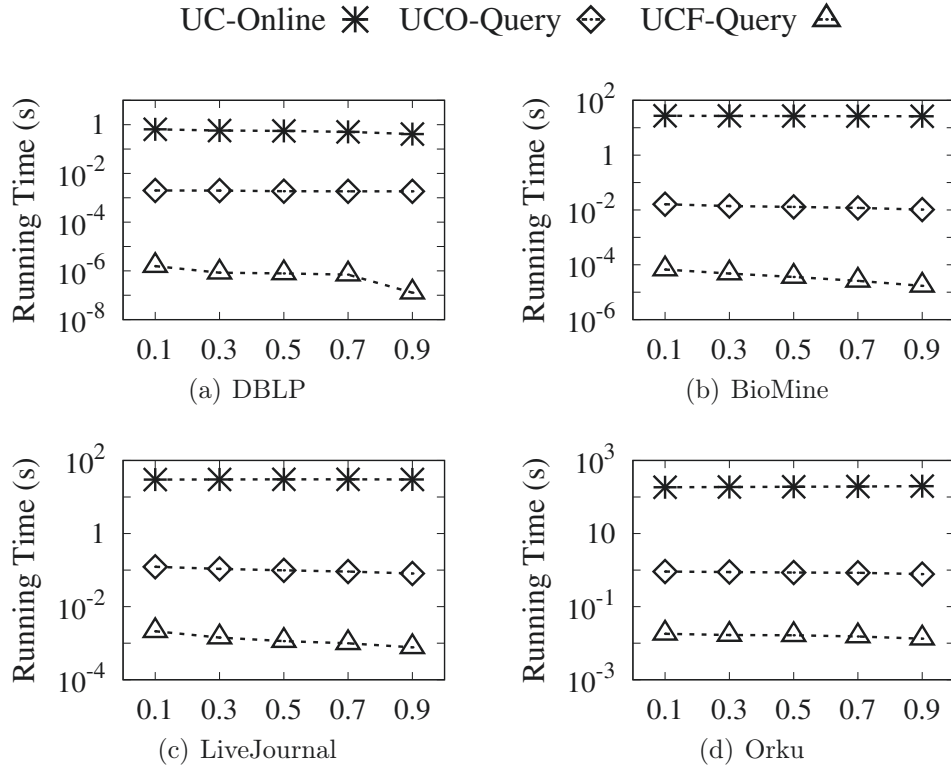 UC-Online UCO-Query UCF-Query
Running Time (s)
1
10^-2
10^-4
10^-6
10^-8
0.1 0.3 0.5 0.7 0.9
(a) DBLP
Running Time (s)
10^2
1
10^-2
10^-4
10^-6
0.1 0.3 0.5 0.7 0.9
(b) BioMine
Running Time (s)
10^2
1
10^-2
10^-4
0.1 0.3 0.5 0.7 0.9
(c) LiveJournal
Running Time (s)
10^3
10
10^-1
10^-3
0.1 0.3 0.5 0.7 0.9
(d) Orku